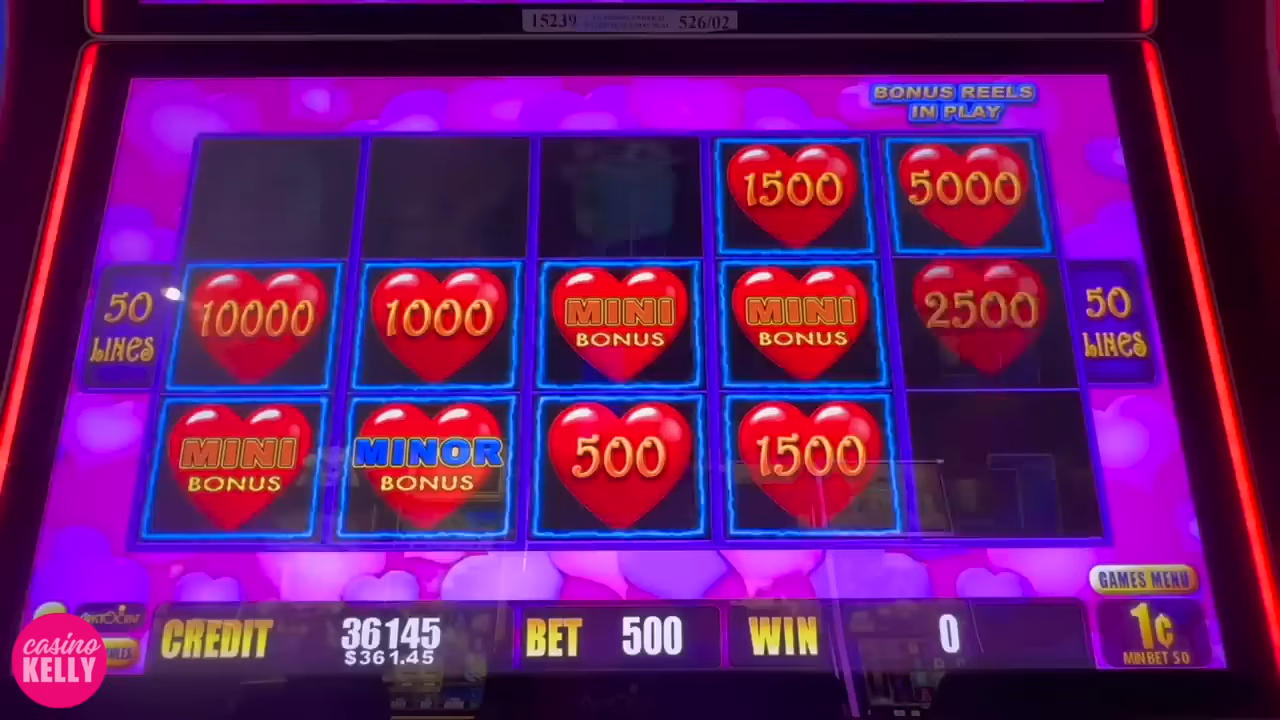 15239
526/02
BONUS REELS
IN PLAY
1500
5000
50
LINES
10000
1000
MINI
BONUS
MINI
BONUS
2500
50
LINES
MINI
BONUS
MINOR
BONUS
500
1500
GAMES MENU
CREDIT
36145
$361.45
BET
500
WIN
0
1¢
MIN BET 50
casino
KELLY